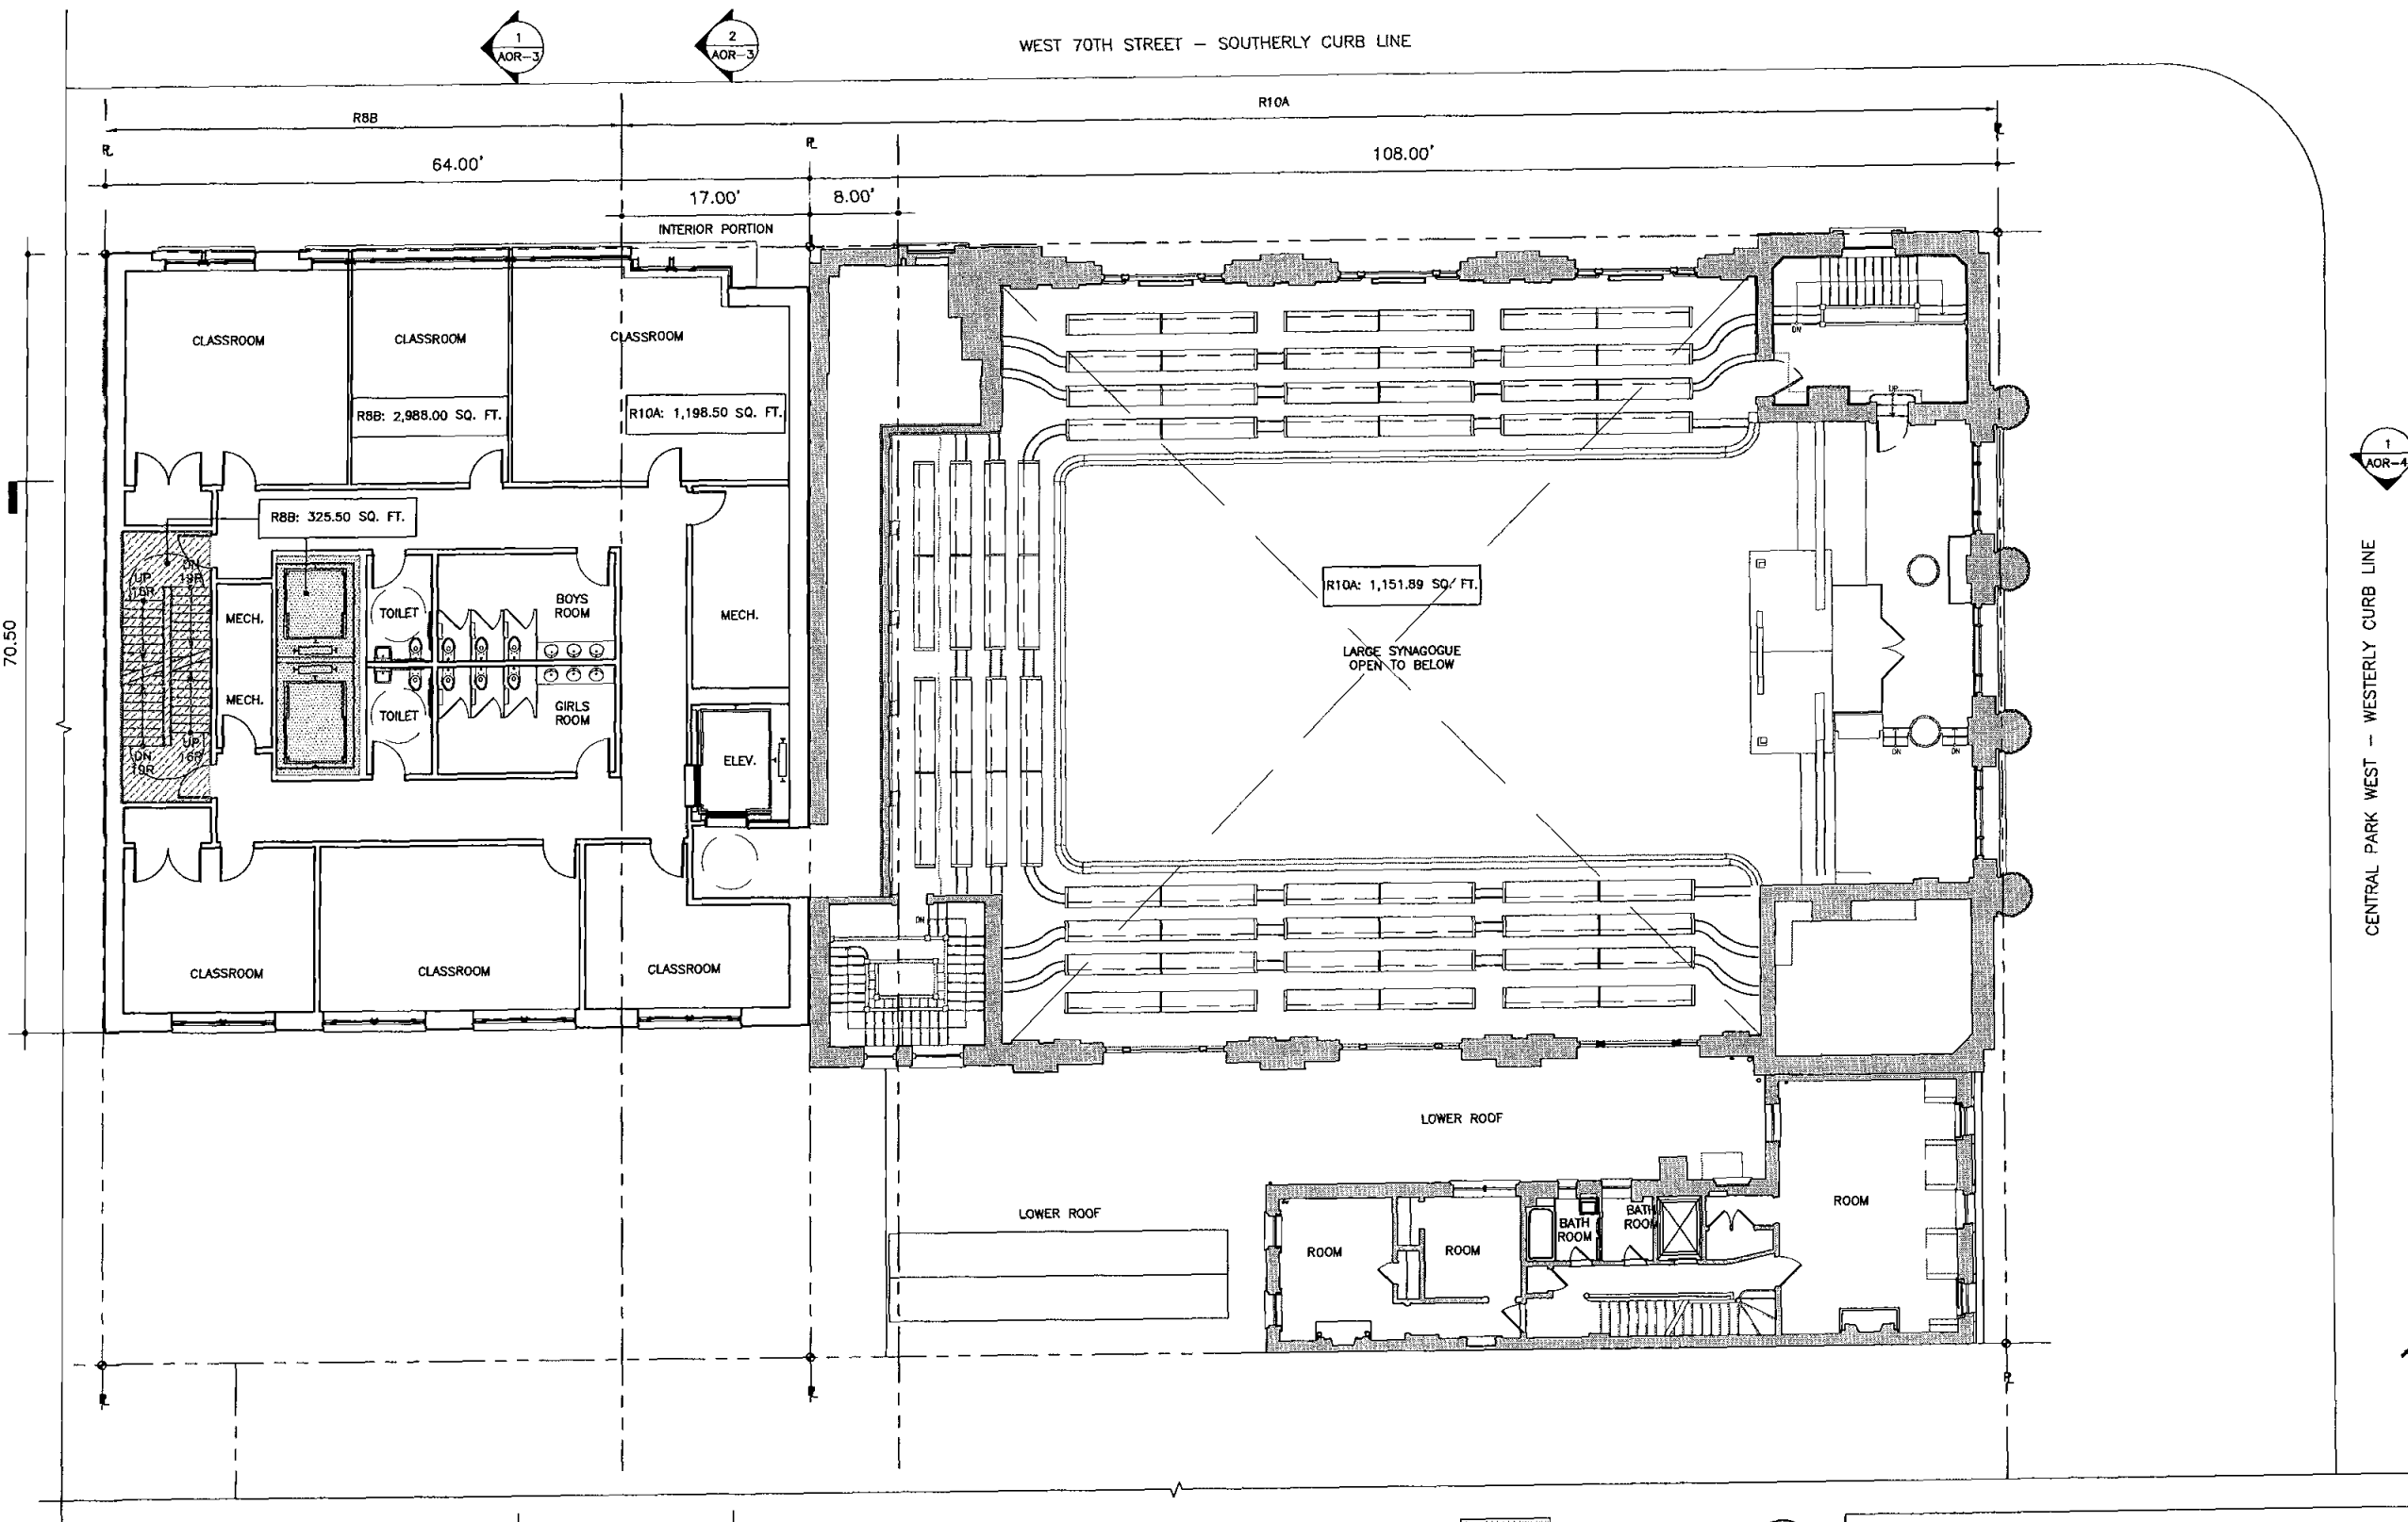 1
AOR-3
2
AOR-3
WEST 70TH STREET – SOUTHERLY CURB LINE
R8B
R10A
64.00'
108.00'
17.00'
8.00'
INTERIOR PORTION
CLASSROOM
CLASSROOM
CLASSROOM
R8B: 2,988.00 SQ. FT.
R10A: 1,198.50 SQ. FT.
DN
UP
1
AOR-4
R8B: 325.50 SQ. FT.
UP
18R
DN
19R
MECH.
TOILET
BOYS
ROOM
MECH.
R10A: 1,151.89 SQ. FT.
LARGE SYNAGOGUE
OPEN TO BELOW
70.50
MECH.
TOILET
GIRLS
ROOM
ELEV.
DN
19R
UP
16R
DN
DN
CENTRAL PARK WEST – WESTERLY CURB LINE
DN
CLASSROOM
CLASSROOM
CLASSROOM
LOWER ROOF
LOWER ROOF
ROOM
ROOM
BATH
ROOM
BATH
ROOM
ROOM